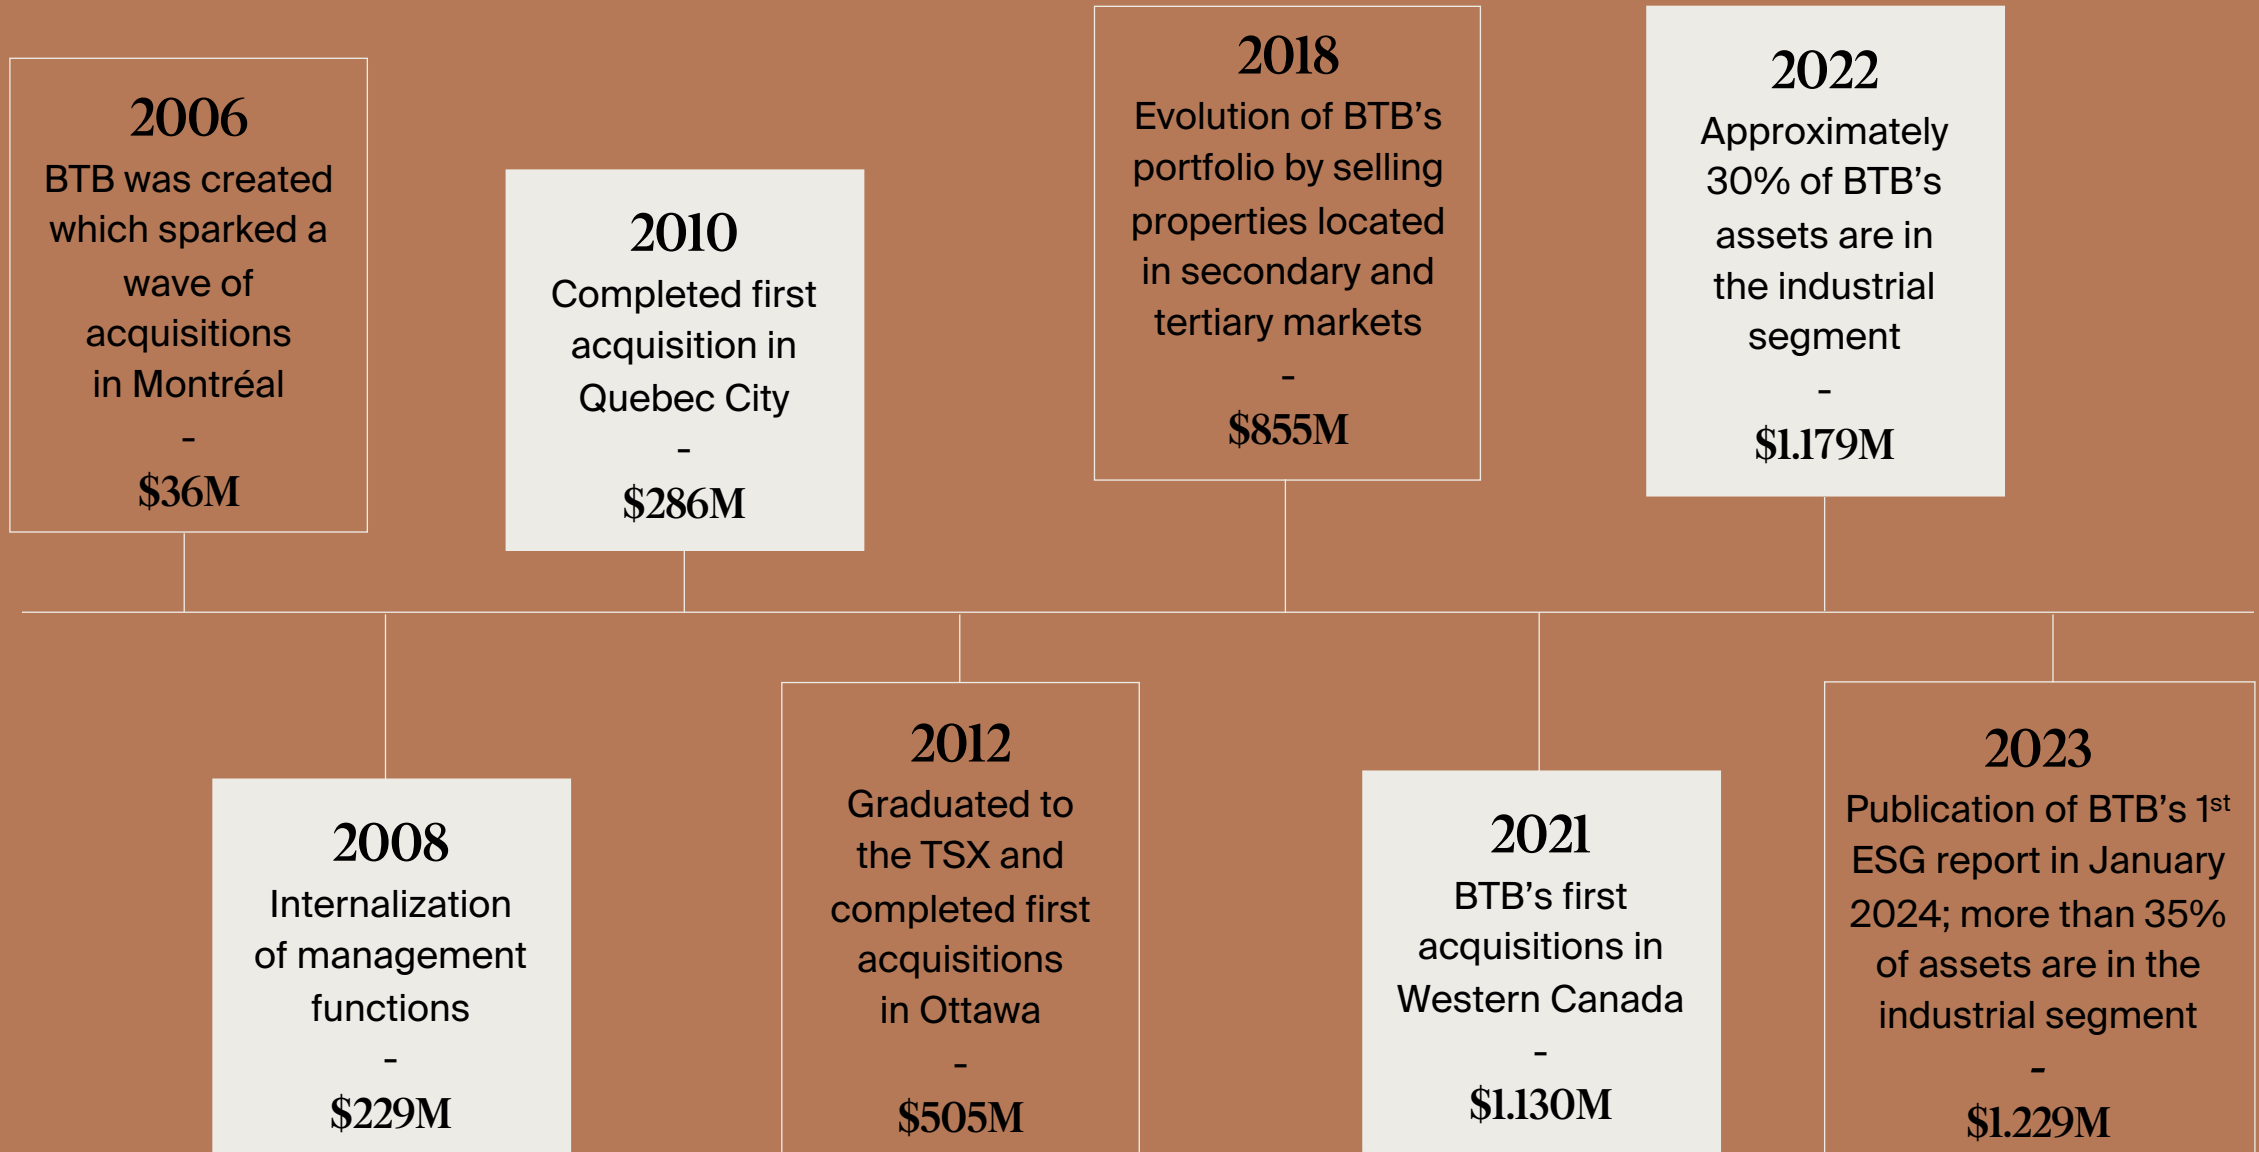 2006
BTB was created
which sparked a
wave of
acquisitions
in Montréal
-
$36M
2008
Internalization
of management
functions
-
$229M
2010
Completed first
acquisition in
Quebec City
-
$286M
2012
Graduated to
the TSX and
completed first
acquisitions
in Ottawa
-
$505M
2018
Evolution of BTB’s
portfolio by selling
properties located
in secondary and
tertiary markets
-
$855M
2021
BTB’s first
acquisitions in
Western Canada
-
$1.130M
2022
Approximately
30% of BTB’s
assets are in
the industrial
segment
-
$1.179M
2023
Publication of BTB’s 1st
ESG report in January
2024; more than 35%
of assets are in the
industrial segment
-
$1.229M